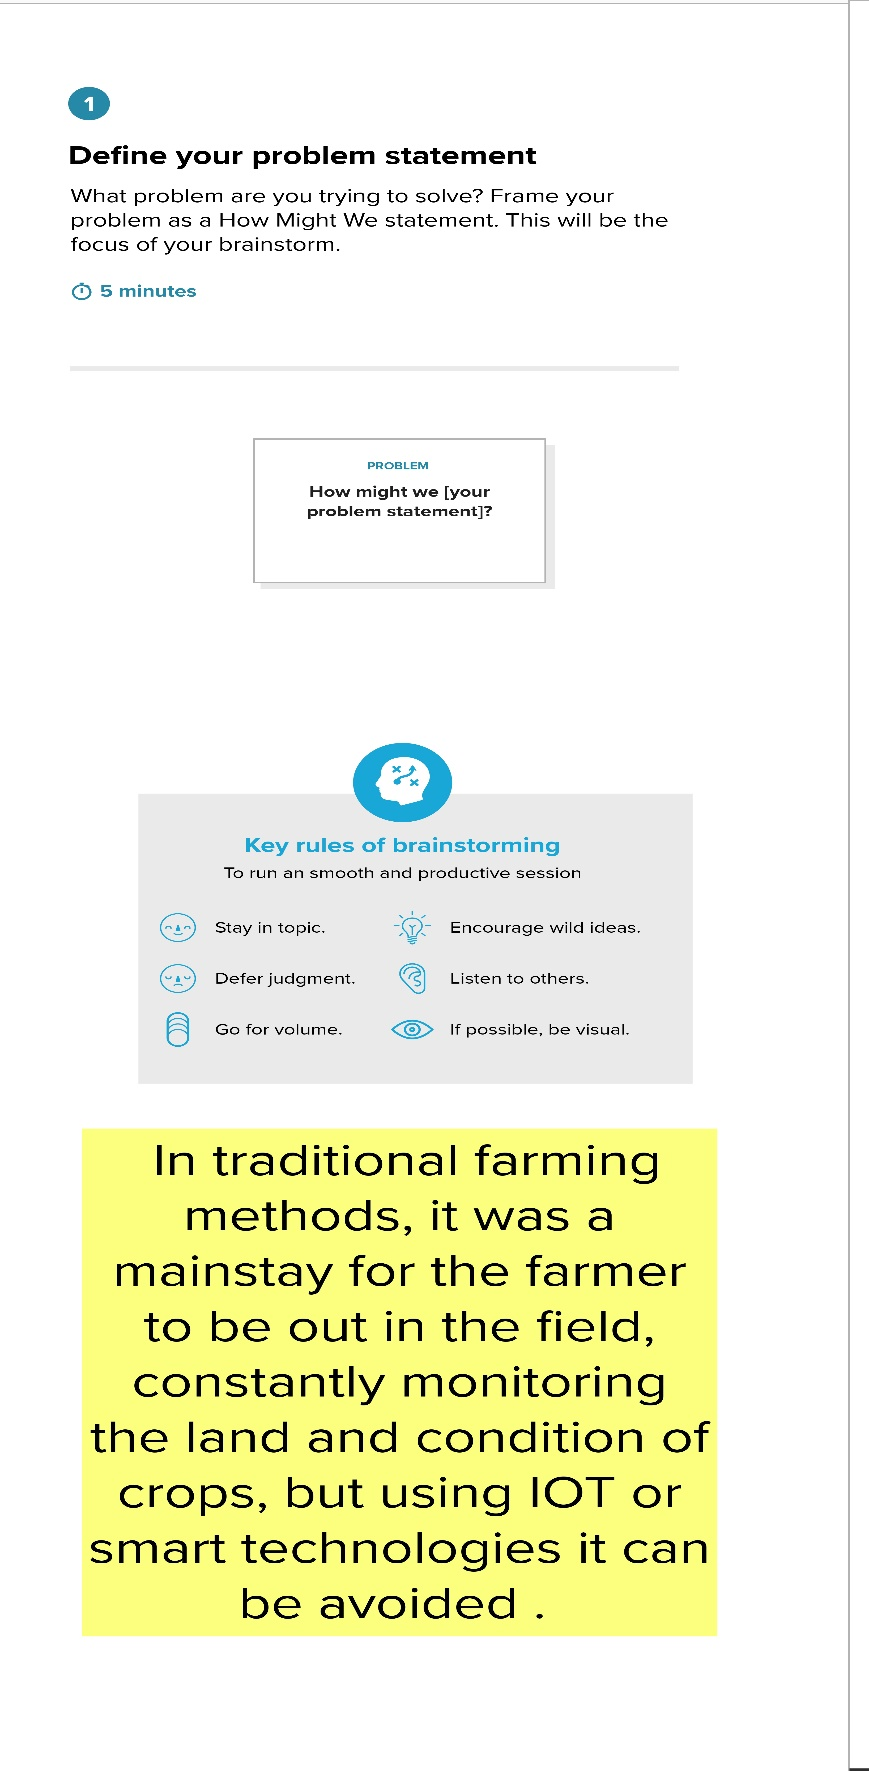 1
Define your problem statement
What problem are you trying to solve? Frame your
problem as a How Might We statement. This will be the
focus of your brainstorm.
5 minutes
PROBLEM
How might we [your
problem statement]?
Key rules of brainstorming
To run an smooth and productive session
Stay in topic.
Encourage wild ideas.
Defer judgment.
Listen to others.
Go for volume.
If possible, be visual.
In traditional farming
methods, it was a
mainstay for the farmer
to be out in the field,
constantly monitoring
the land and condition of
crops, but using IOT or
smart technologies it can
be avoided .